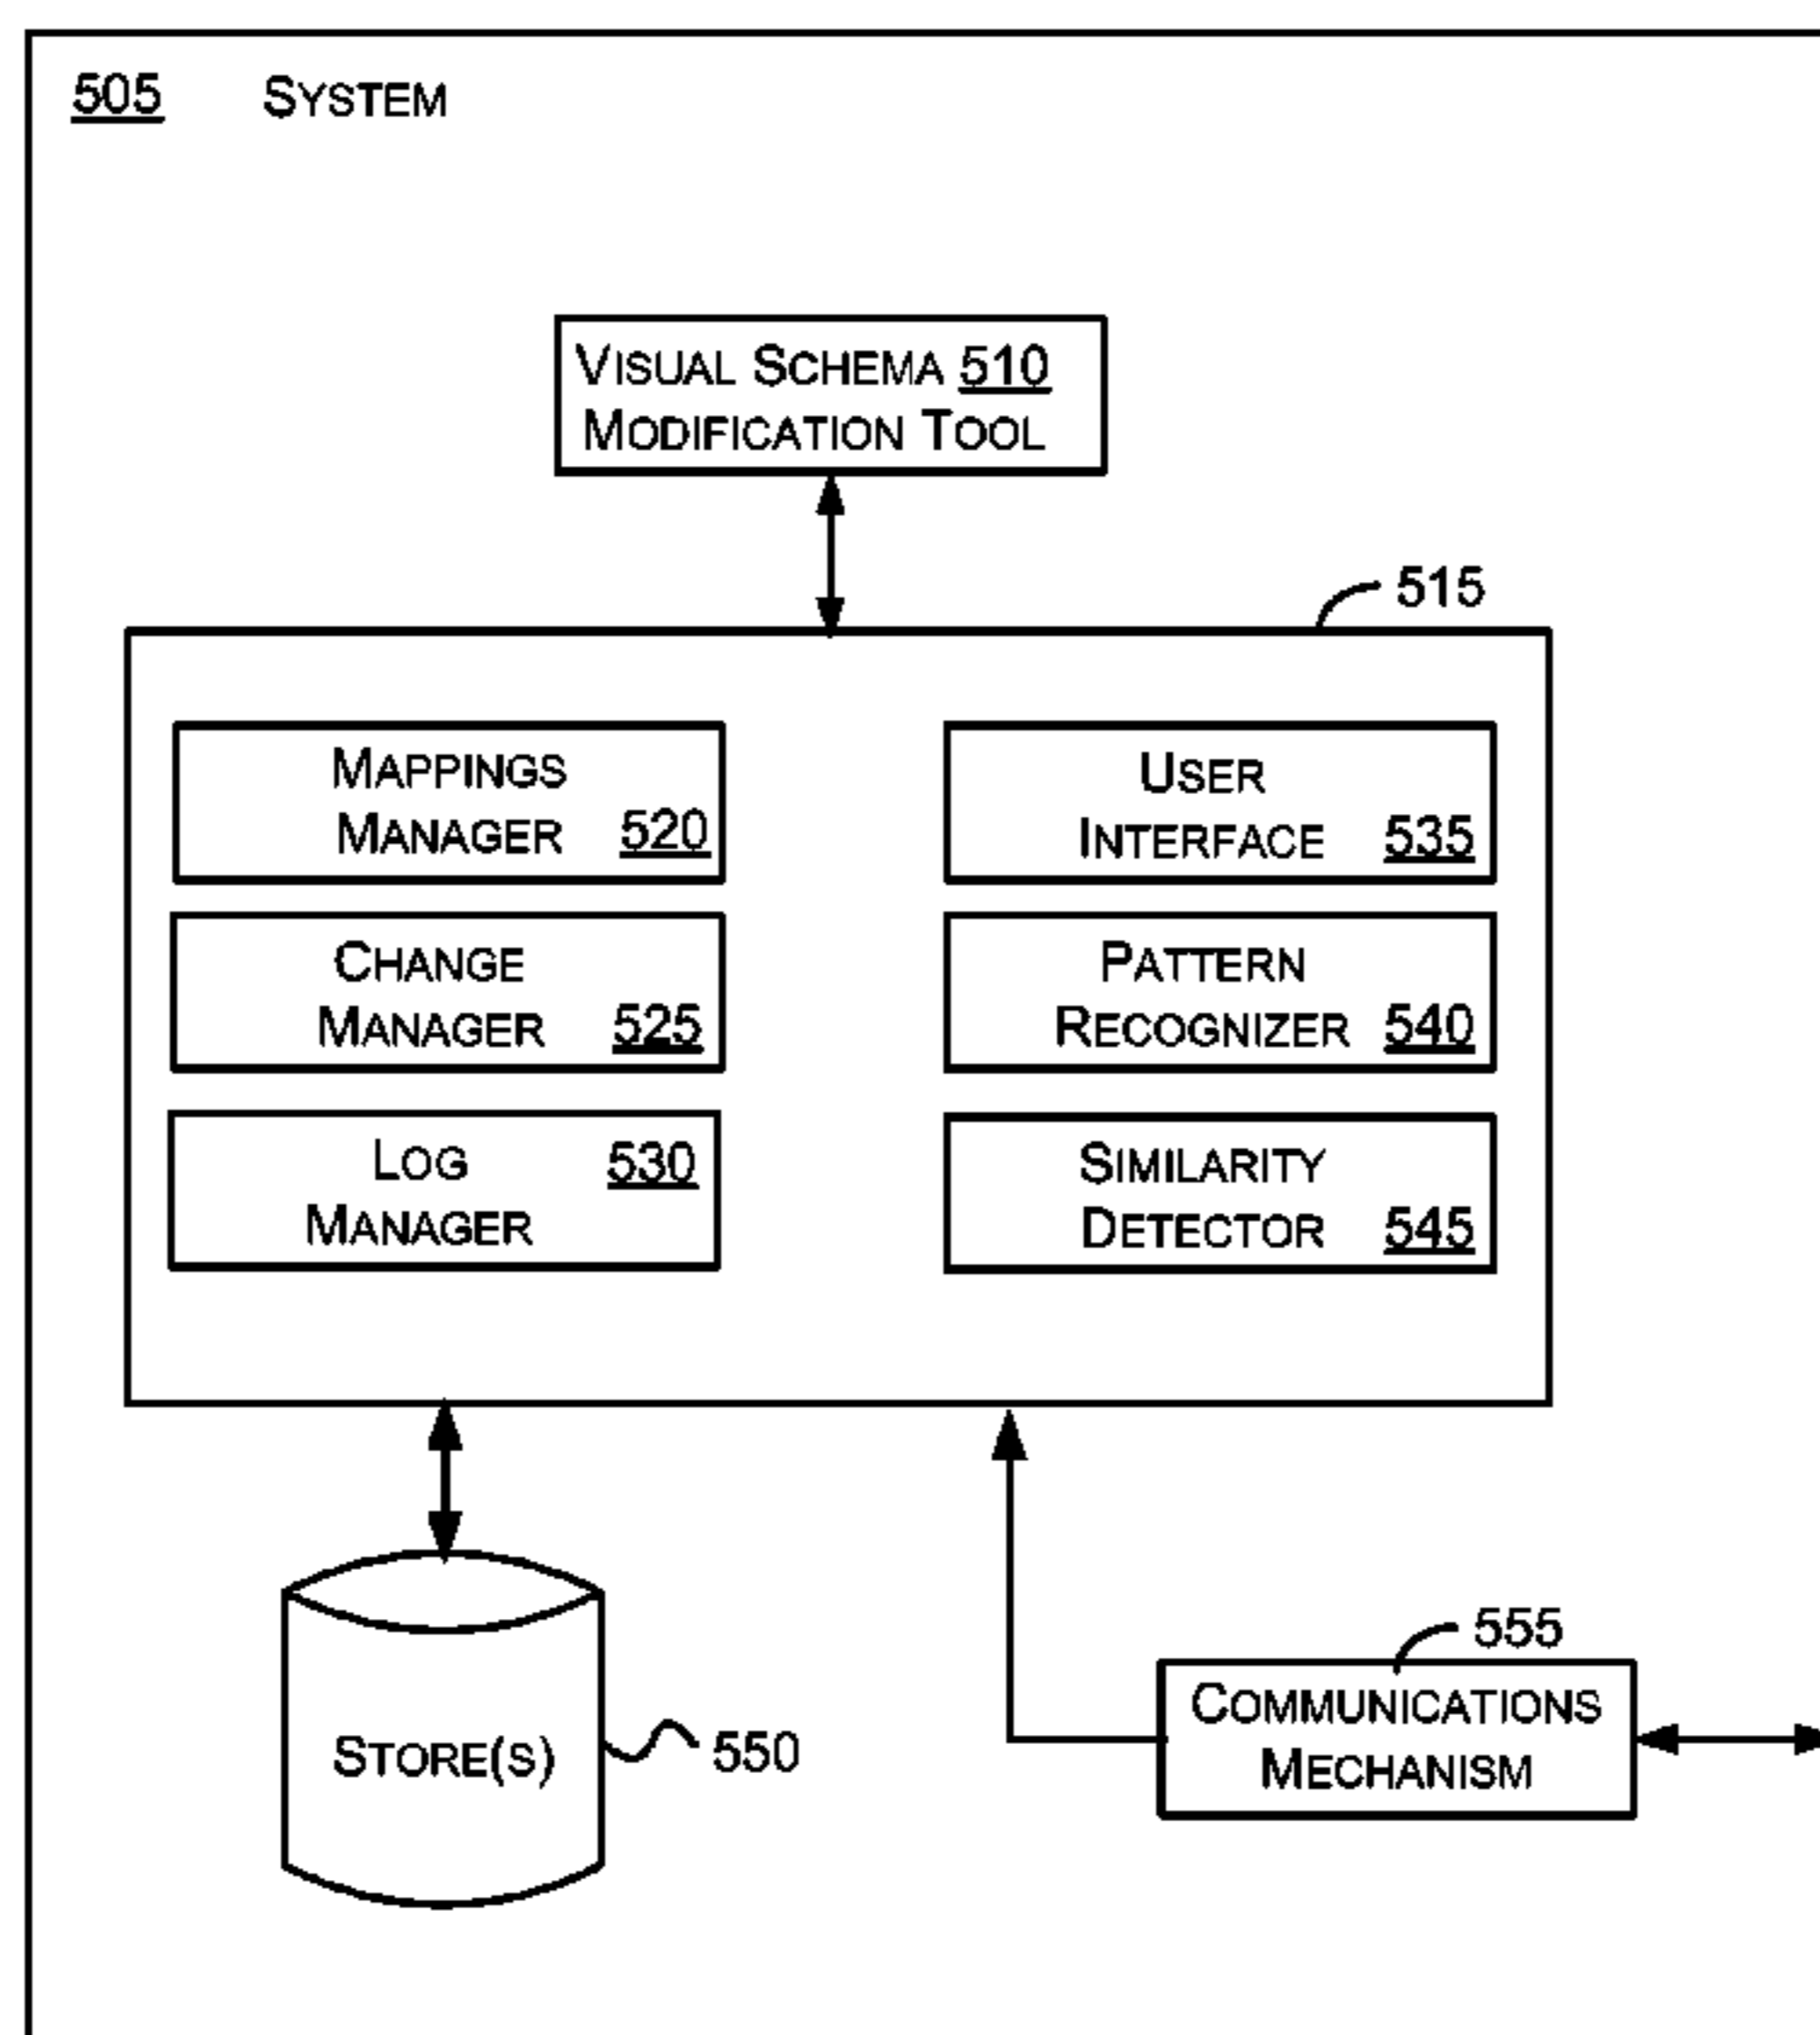 505 SYSTEM
VISUAL SCHEMA 510
MODIFICATION TOOL
515
MAPPINGS
MANAGER 520
USER
INTERFACE 535
CHANGE
MANAGER 525
PATTERN
RECOGNIZER 540
LOG 530
MANAGER
SIMILARITY
DETECTOR 545
STORE(S) 550
555
COMMUNICATIONS
MECHANISM